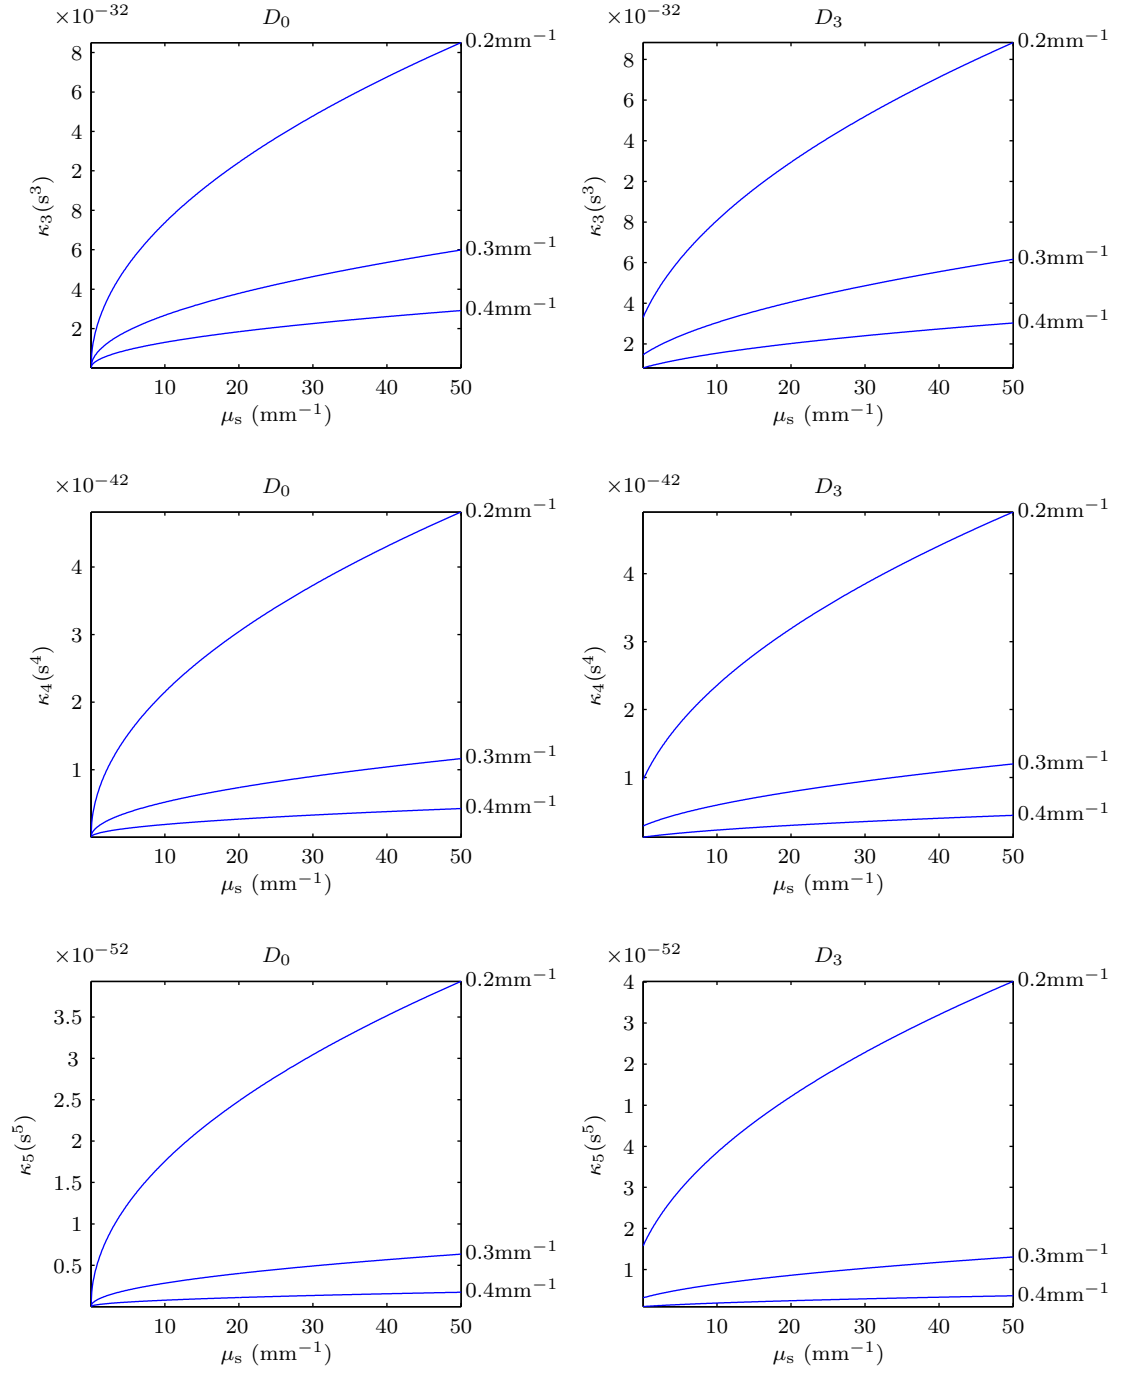 ×10⁻³² D₀
8
6
4
2
8
6
4
2
κ₃(s³)
0.2mm⁻¹
0.3mm⁻¹
0.4mm⁻¹
10 20 30 40 50
μₛ (mm⁻¹)
×10⁻³² D₃
8
6
4
2
8
6
4
2
κ₃(s³)
0.2mm⁻¹
0.3mm⁻¹
0.4mm⁻¹
10 20 30 40 50
μₛ (mm⁻¹)
×10⁻⁴² D₀
4
3
2
1
κ₄(s⁴)
0.2mm⁻¹
0.3mm⁻¹
0.4mm⁻¹
10 20 30 40 50
μₛ (mm⁻¹)
×10⁻⁴² D₃
4
3
2
1
κ₄(s⁴)
0.2mm⁻¹
0.3mm⁻¹
0.4mm⁻¹
10 20 30 40 50
μₛ (mm⁻¹)
×10⁻⁵² D₀
3.5
3
2.5
2
1.5
1
0.5
κ₅(s⁵)
0.2mm⁻¹
0.3mm⁻¹
0.4mm⁻¹
10 20 30 40 50
μₛ (mm⁻¹)
×10⁻⁵² D₃
4
3
2
1
4
3
2
1
κ₅(s⁵)
0.2mm⁻¹
0.3mm⁻¹
0.4mm⁻¹
10 20 30 40 50
μₛ (mm⁻¹)